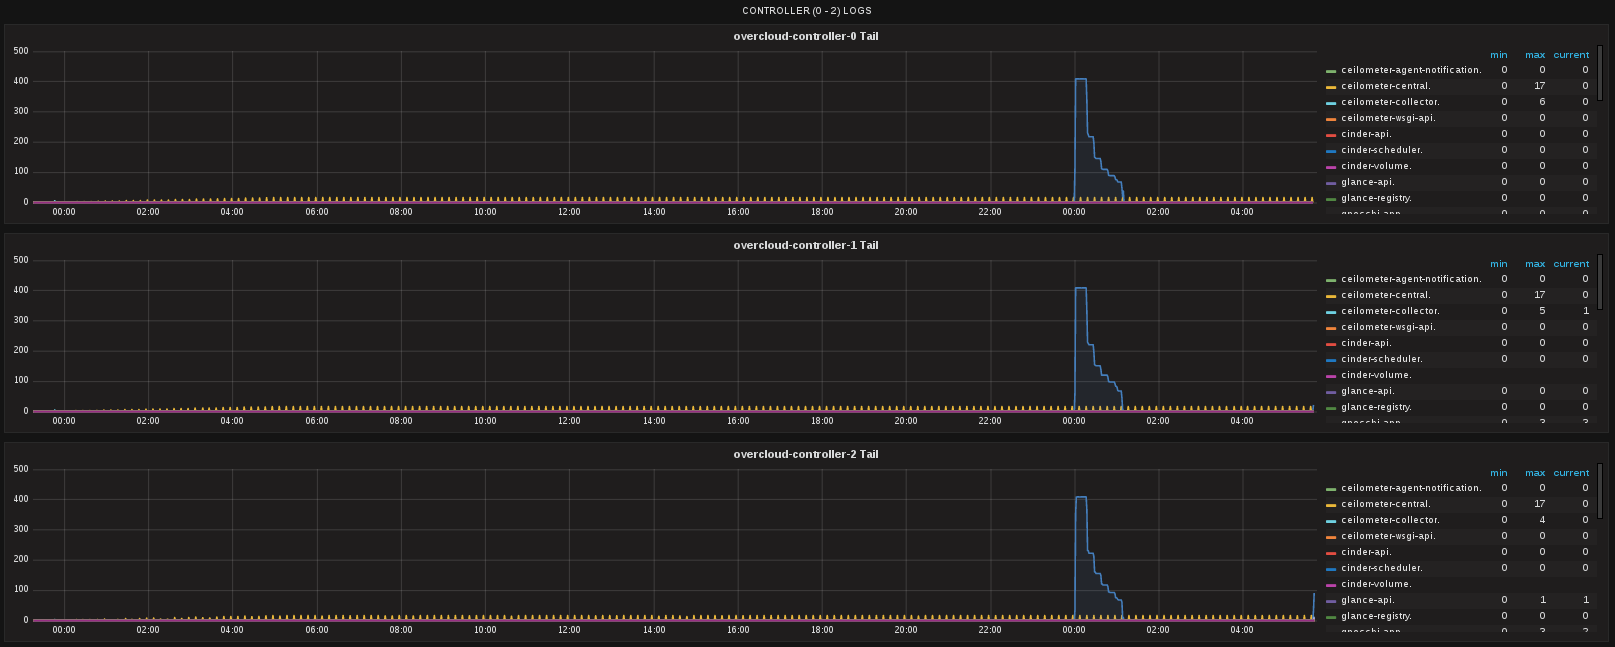 CONTROLLER (0 - 2) LOGS
overcloud-controller-0 Tail
500
400
300
200
100
0
00:00 02:00 04:00 06:00 08:00 10:00 12:00 14:00 16:00 18:00 20:00 22:00 00:00 02:00 04:00
min max current
ceilometer-agent-notification. 0 0 0
ceilometer-central. 0 17 0
ceilometer-collector. 0 6 0
ceilometer-wsgi-api. 0 0 0
cinder-api. 0 0 0
cinder-scheduler. 0 0 0
cinder-volume. 0 0 0
glance-api. 0 0 0
glance-registry. 0 0 0
overcloud-controller-1 Tail
500
400
300
200
100
0
00:00 02:00 04:00 06:00 08:00 10:00 12:00 14:00 16:00 18:00 20:00 22:00 00:00 02:00 04:00
min max current
ceilometer-agent-notification. 0 0 0
ceilometer-central. 0 17 0
ceilometer-collector. 0 5 1
ceilometer-wsgi-api. 0 0 0
cinder-api. 0 0 0
cinder-scheduler. 0 0 0
cinder-volume.
glance-api. 0 0 0
glance-registry. 0 0 0
overcloud-controller-2 Tail
500
400
300
200
100
0
00:00 02:00 04:00 06:00 08:00 10:00 12:00 14:00 16:00 18:00 20:00 22:00 00:00 02:00 04:00
min max current
ceilometer-agent-notification. 0 0 0
ceilometer-central. 0 17 0
ceilometer-collector. 0 4 0
ceilometer-wsgi-api. 0 0 0
cinder-api. 0 0 0
cinder-scheduler. 0 0 0
cinder-volume.
glance-api. 0 1 1
glance-registry. 0 0 0